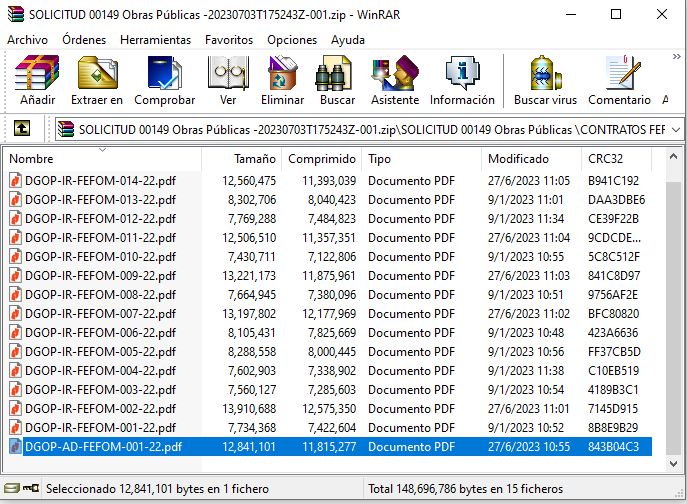 SOLICITUD 00149 Obras Públicas -20230703T175243Z-001.zip - WinRAR
Archivo Órdenes Herramientas Favoritos Opciones Ayuda
Añadir Extraer en Comprobar Ver Eliminar Buscar Asistente Información Buscar virus Comentario A
SOLICITUD 00149 Obras Públicas -20230703T175243Z-001.zip\SOLICITUD 00149 Obras Públicas \CONTRATOS FEF
Nombre Tamaño Comprimido Tipo Modificado CRC32
DGOP-IR-FEFOM-014-22.pdf 12,560,475 11,393,039 Documento PDF 27/6/2023 11:05 B941C192
DGOP-IR-FEFOM-013-22.pdf 8,302,706 8,040,423 Documento PDF 9/1/2023 11:01 DAA3DBE6
DGOP-IR-FEFOM-012-22.pdf 7,769,288 7,484,823 Documento PDF 9/1/2023 11:34 CE39F22B
DGOP-IR-FEFOM-011-22.pdf 12,506,510 11,357,351 Documento PDF 27/6/2023 11:04 9CDCDE...
DGOP-IR-FEFOM-010-22.pdf 7,430,711 7,122,806 Documento PDF 9/1/2023 10:55 5C8C512F
DGOP-IR-FEFOM-009-22.pdf 13,221,173 11,875,961 Documento PDF 27/6/2023 11:03 841C8D97
DGOP-IR-FEFOM-008-22.pdf 7,664,945 7,380,096 Documento PDF 9/1/2023 10:51 9756AF2E
DGOP-IR-FEFOM-007-22.pdf 13,197,802 12,177,969 Documento PDF 27/6/2023 11:02 BFC80820
DGOP-IR-FEFOM-006-22.pdf 8,105,431 7,825,669 Documento PDF 9/1/2023 10:48 423A6636
DGOP-IR-FEFOM-005-22.pdf 8,288,558 8,000,445 Documento PDF 9/1/2023 10:56 FF37CB5D
DGOP-IR-FEFOM-004-22.pdf 7,602,903 7,338,902 Documento PDF 9/1/2023 11:38 C10EB519
DGOP-IR-FEFOM-003-22.pdf 7,560,127 7,285,603 Documento PDF 9/1/2023 10:54 4189B3C1
DGOP-IR-FEFOM-002-22.pdf 13,910,688 12,575,350 Documento PDF 27/6/2023 11:01 7145D915
DGOP-IR-FEFOM-001-22.pdf 7,734,368 7,422,604 Documento PDF 9/1/2023 10:52 8B8E9B29
DGOP-AD-FEFOM-001-22.pdf 12,841,101 11,815,277 Documento PDF 27/6/2023 10:55 843B04C3
Seleccionado 12,841,101 bytes en 1 fichero Total 148,696,786 bytes en 15 ficheros